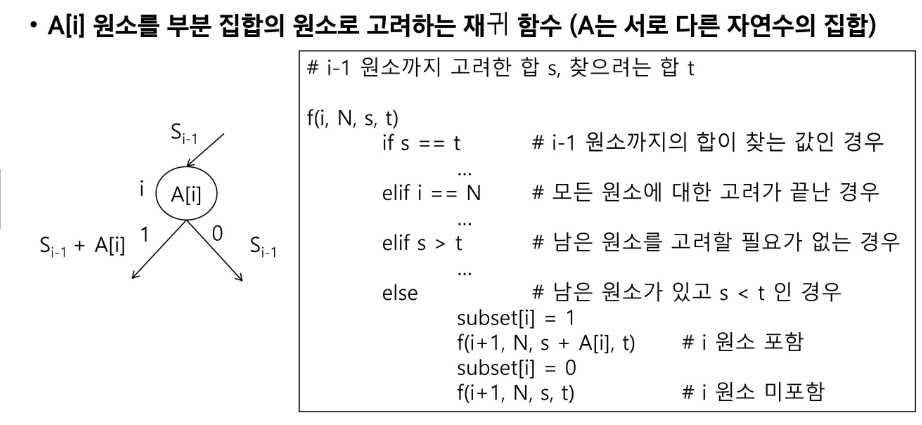 • A[i] 원소를 부분 집합의 원소로 고려하는 재귀 함수 (A는 서로 다른 자연수의 집합)
# i-1 원소까지 고려한 합 s, 찾으려는 합 t
f(i, N, s, t)
if s == t # i-1 원소까지의 합이 찾는 값인 경우
...
elif i == N # 모든 원소에 대한 고려가 끝난 경우
...
elif s > t # 남은 원소를 고려할 필요가 없는 경우
...
else # 남은 원소가 있고 s < t 인 경우
subset[i] = 1
f(i+1, N, s + A[i], t) # i 원소 포함
subset[i] = 0
f(i+1, N, s, t) # i 원소 미포함
Si-1
i A[i]
Si-1 + A[i] 1 0 Si-1